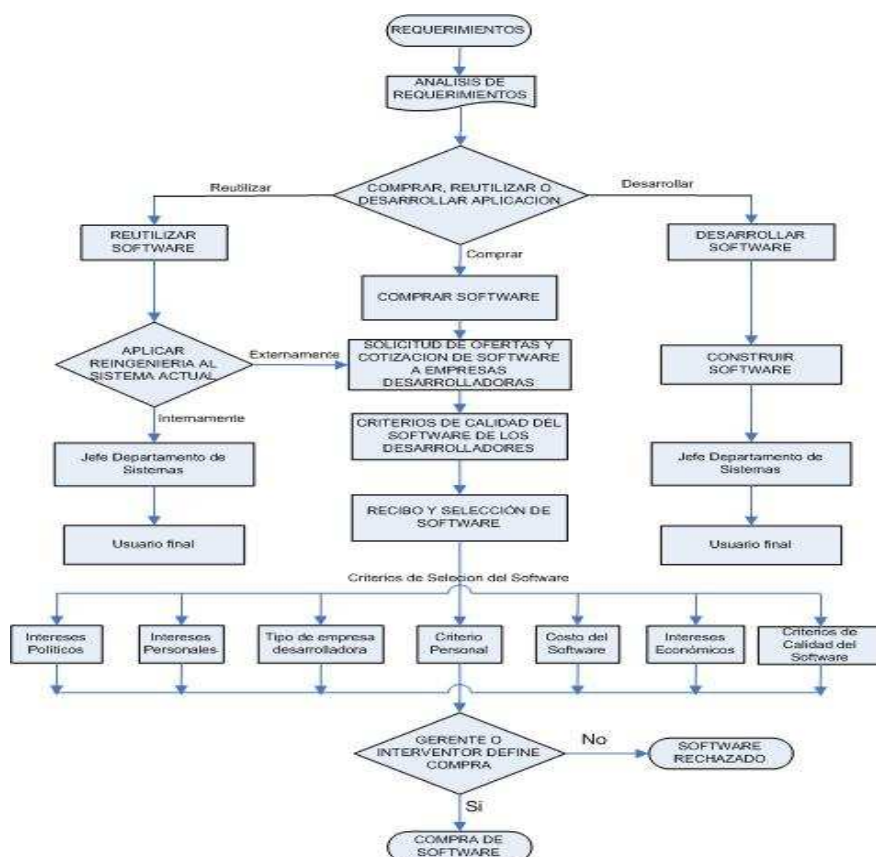 REQUERIMIENTOS
ANALISIS DE
REQUERIMIENTOS
COMPRAR, REUTILIZAR O
DESARROLLAR APLICACION
Reutilizar
Desarrollar
Comprar
REUTILIZAR
SOFTWARE
COMPRAR SOFTWARE
DESARROLLAR
SOFTWARE
APLICAR
REINGENIERIA AL
SISTEMA ACTUAL
Externamente
Internamente
SOLICITUD DE OFERTAS Y
COTIZACION DE SOFTWARE
A EMPRESAS
DESARROLLADORAS
CONSTRUIR
SOFTWARE
CRITERIOS DE CALIDAD DEL
SOFTWARE DE LOS
DESARROLLADORES
Jefe Departamento de
Sistemas
Jefe Departamento de
Sistemas
RECIBO Y SELECCIÓN DE
SOFTWARE
Usuario final
Usuario final
Criterios de Selecion del Software
Intereses
Políticos
Intereses
Personales
Tipo de empresa
desarrolladora
Criterio
Personal
Costo del
Software
Intereses
Económicos
Criterios de
Calidad del
Software
GERENTE O
INTERVENTOR DEFINE
COMPRA
No
SOFTWARE
RECHAZADO
Si
COMPRA DE
SOFTWARE